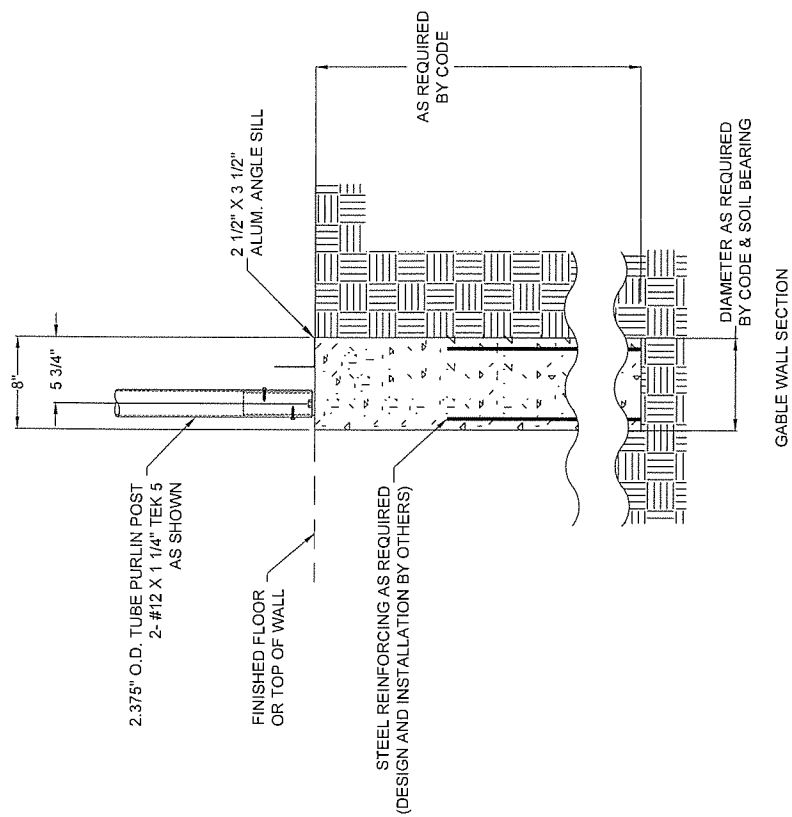 8"
5 3/4"
2.375" O.D. TUBE PURLIN POST
2- #12 X 1 1/4" TEK 5
AS SHOWN
2 1/2" X 3 1/2"
ALUM. ANGLE SILL
FINISHED FLOOR
OR TOP OF WALL
AS REQUIRED
BY CODE
STEEL REINFORCING AS REQUIRED
(DESIGN AND INSTALLATION BY OTHERS)
DIAMETER AS REQUIRED
BY CODE & SOIL BEARING
GABLE WALL SECTION